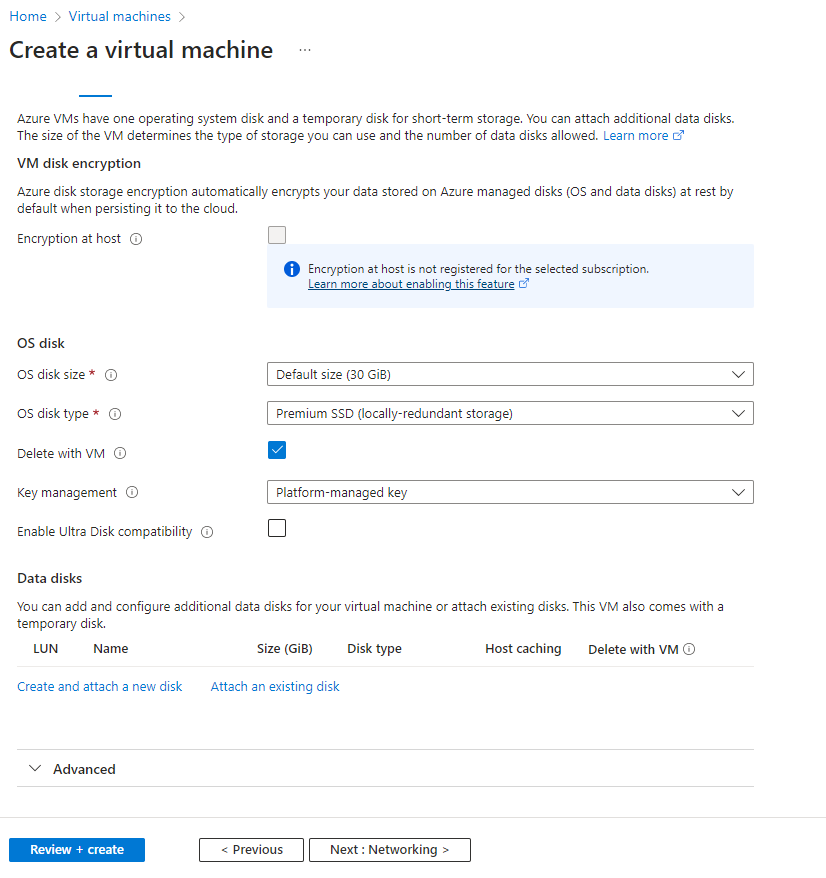 Home > Virtual machines >
Create a virtual machine ...
Azure VMs have one operating system disk and a temporary disk for short-term storage. You can attach additional data disks.
The size of the VM determines the type of storage you can use and the number of data disks allowed. Learn more
VM disk encryption
Azure disk storage encryption automatically encrypts your data stored on Azure managed disks (OS and data disks) at rest by
default when persisting it to the cloud.
Encryption at host
Encryption at host is not registered for the selected subscription.
Learn more about enabling this feature
OS disk
OS disk size * Default size (30 GiB)
OS disk type * Premium SSD (locally-redundant storage)
Delete with VM
Key management Platform-managed key
Enable Ultra Disk compatibility
Data disks
You can add and configure additional data disks for your virtual machine or attach existing disks. This VM also comes with a
temporary disk.
LUN Name Size (GiB) Disk type Host caching Delete with VM
Create and attach a new disk Attach an existing disk
Advanced
Review + create < Previous Next : Networking >